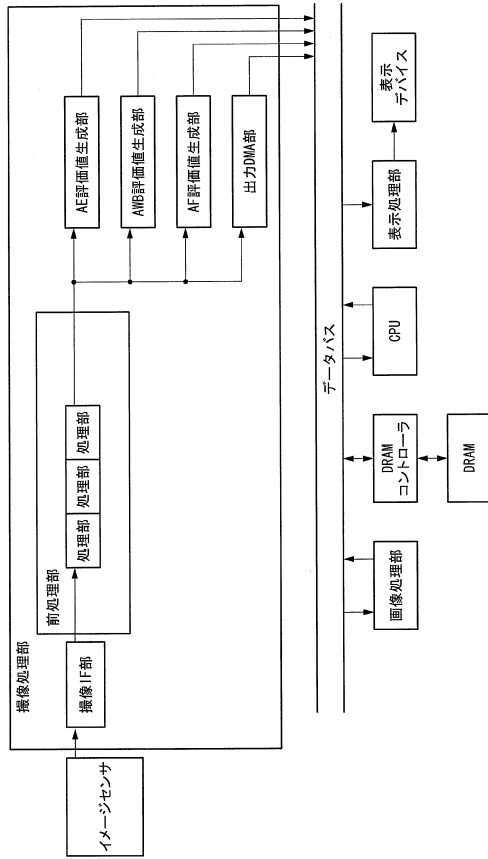 撮像処理部
イメージセンサ
撮像IF部
前処理部
処理部
処理部
処理部
AE評価値生成部
AWB評価値生成部
AF評価値生成部
出力DMA部
データバス
画像処理部
DRAM
コントローラ
DRAM
CPU
表示処理部
表示
デバイス